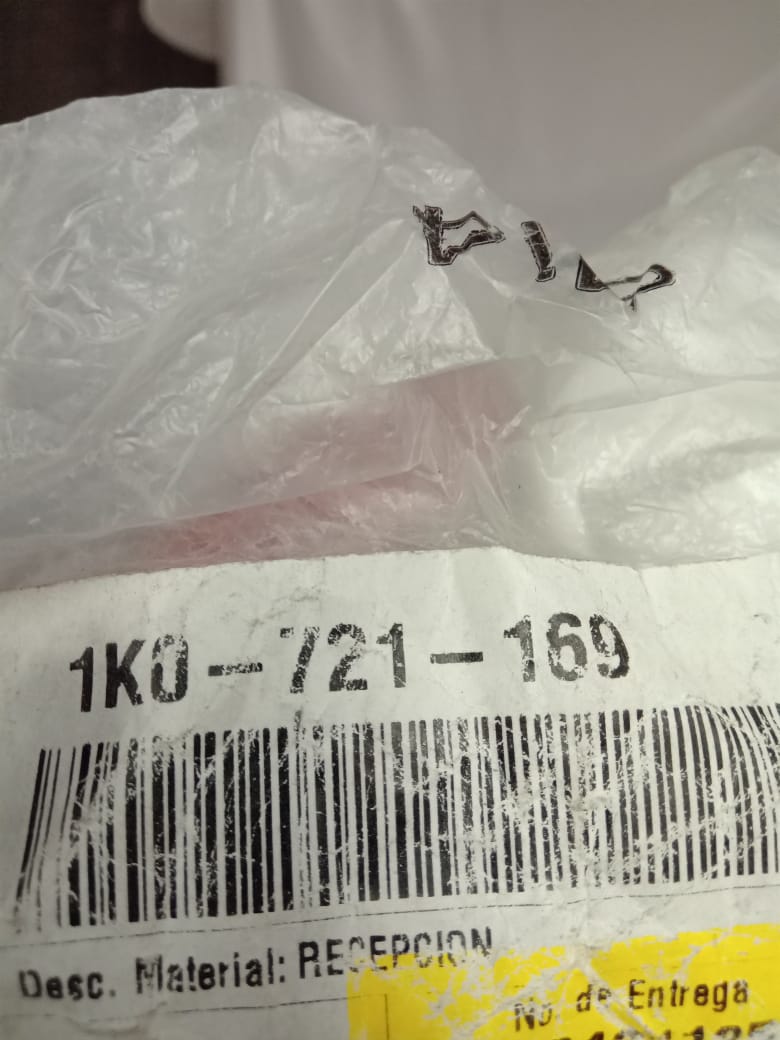 1K0-721-169
Desc. Material: RECEPCION
No. de Entrega